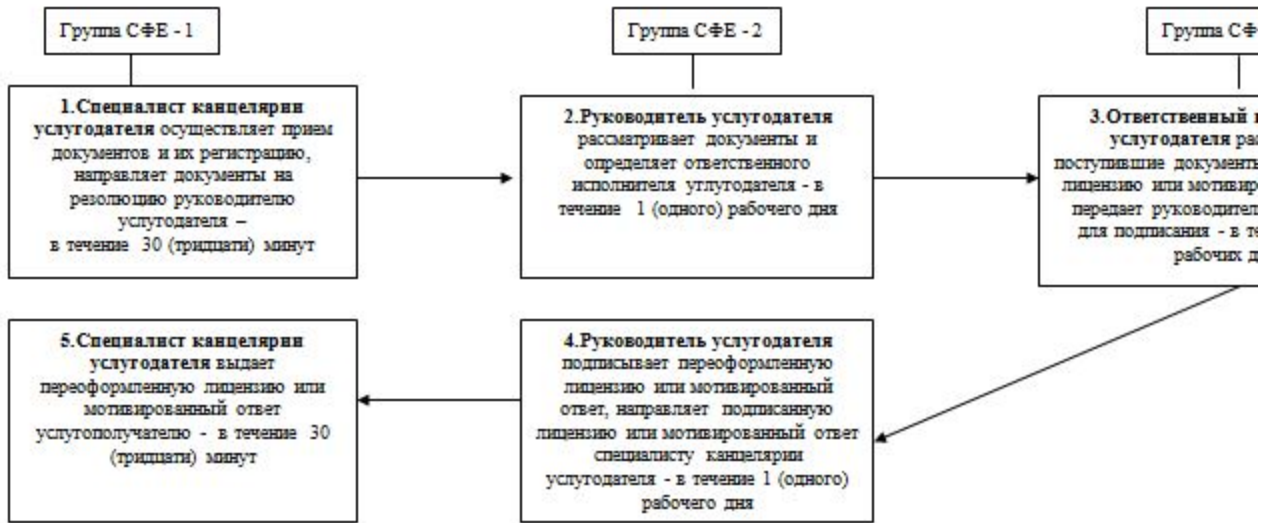 Группа СФЕ - 1
Группа СФЕ - 2
Группа СФ
1.Специалист канцелярии
услугодателя осуществляет прием
документов и их регистрацию,
направляет документы на
резолюцию руководителю
услугодателя –
в течение 30 (тридцати) минут
2.Руководитель услугодателя
рассматривает документы и
определяет ответственного
исполнителя углугодателя - в
течение 1 (одного) рабочего дня
3.Ответственный
услугодателя рас
поступившие документы
лицензию или мотивиро
передает руководител
для подписания - в те
рабочих д
4.Руководитель услугодателя
подписывает переоформленную
лицензию или мотивированный
ответ, направляет подписанную
лицензию или мотивированный ответ
специалисту канцелярии
услугодателя - в течение 1 (одного)
рабочего дня
5.Специалист канцелярии
услугодателя выдает
переоформленную лицензию или
мотивированный ответ
услугополучателю - в течение 30
(тридцати) минут